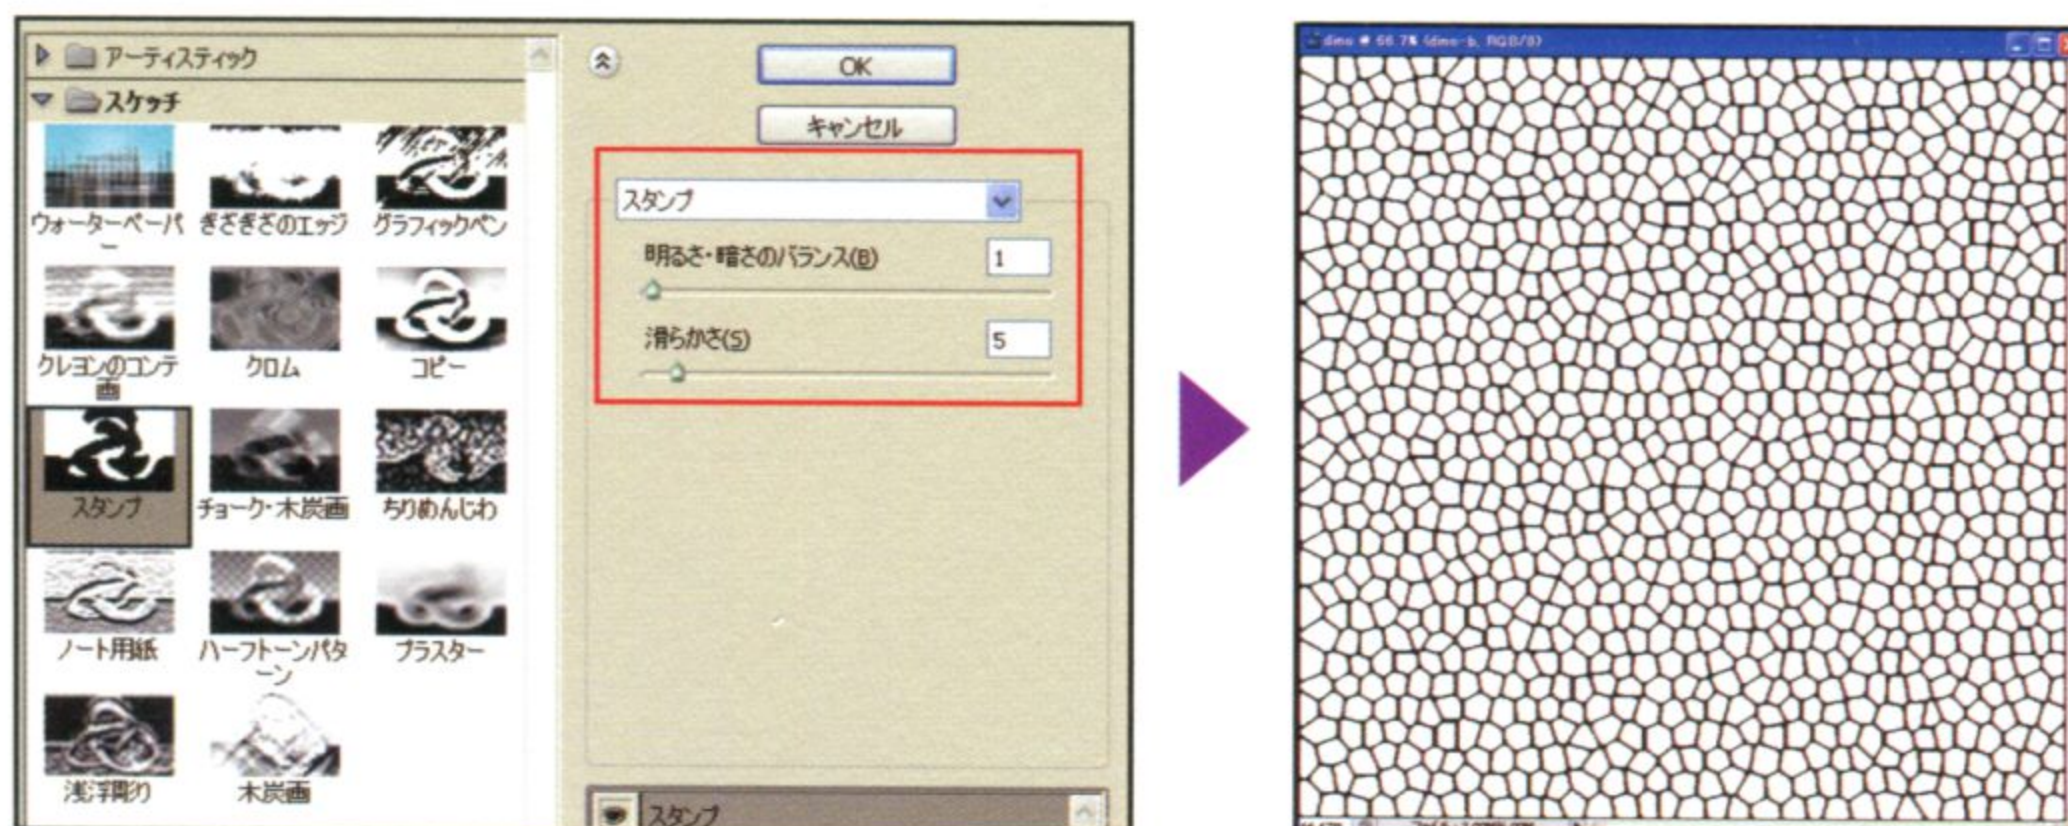 アーティスティック
スケッチ
ウォーターペーパ
ー
ぎざぎざのエッジ
グラフィックペン
クレヨンのコンテ
画
クロム
コピー
スタンプ
チョーク・木炭画
ちりめんじわ
ノート用紙
ハーフトーンパタ
ーン
プラスター
浅浮彫り
木炭画
OK
キャンセル
スタンプ
明るさ・暗さのバランス(B)
1
滑らかさ(S)
5
スタンプ
dino @ 66.7% (dino-b, RGB/8)